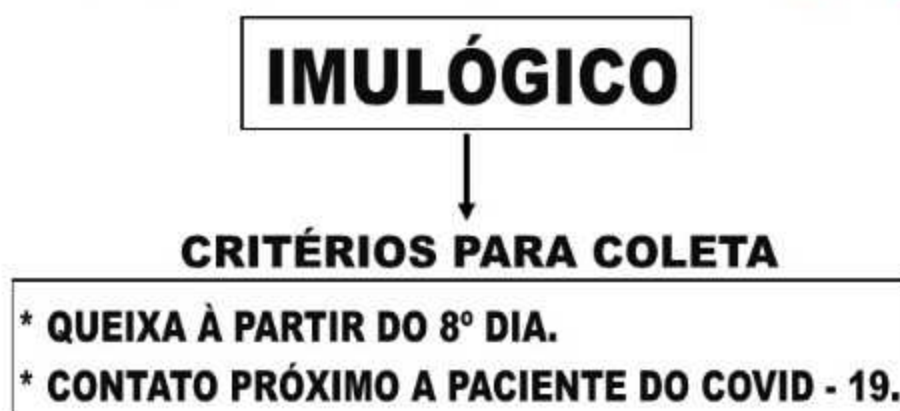 IMULÓGICO
CRITÉRIOS PARA COLETA
* QUEIXA À PARTIR DO 8º DIA.
* CONTATO PRÓXIMO A PACIENTE DO COVID - 19.